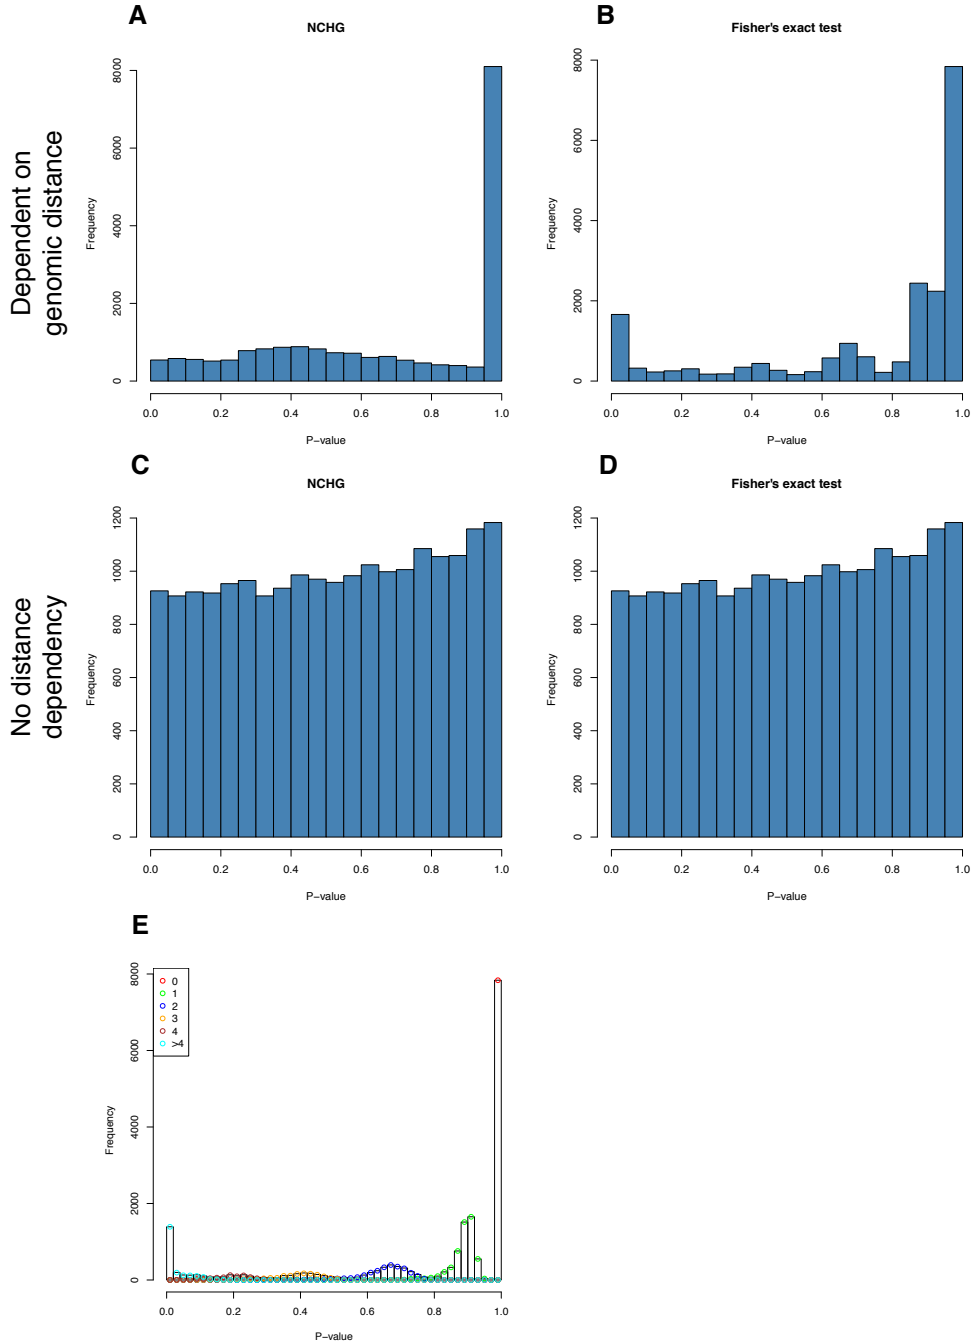 A
NCHG
Dependent on
genomic distance
Frequency
0
2000
4000
6000
8000
0.0
0.2
0.4
0.6
0.8
1.0
P−value
B
Fisher's exact test
Frequency
0
2000
4000
6000
8000
0.0
0.2
0.4
0.6
0.8
1.0
P−value
C
NCHG
No distance
dependency
Frequency
0
200
400
600
800
1000
1200
0.0
0.2
0.4
0.6
0.8
1.0
P−value
D
Fisher's exact test
Frequency
0
200
400
600
800
1000
1200
0.0
0.2
0.4
0.6
0.8
1.0
P−value
E
0
1
2
3
4
>4
Frequency
0
2000
4000
6000
8000
0.0
0.2
0.4
0.6
0.8
1.0
P−value